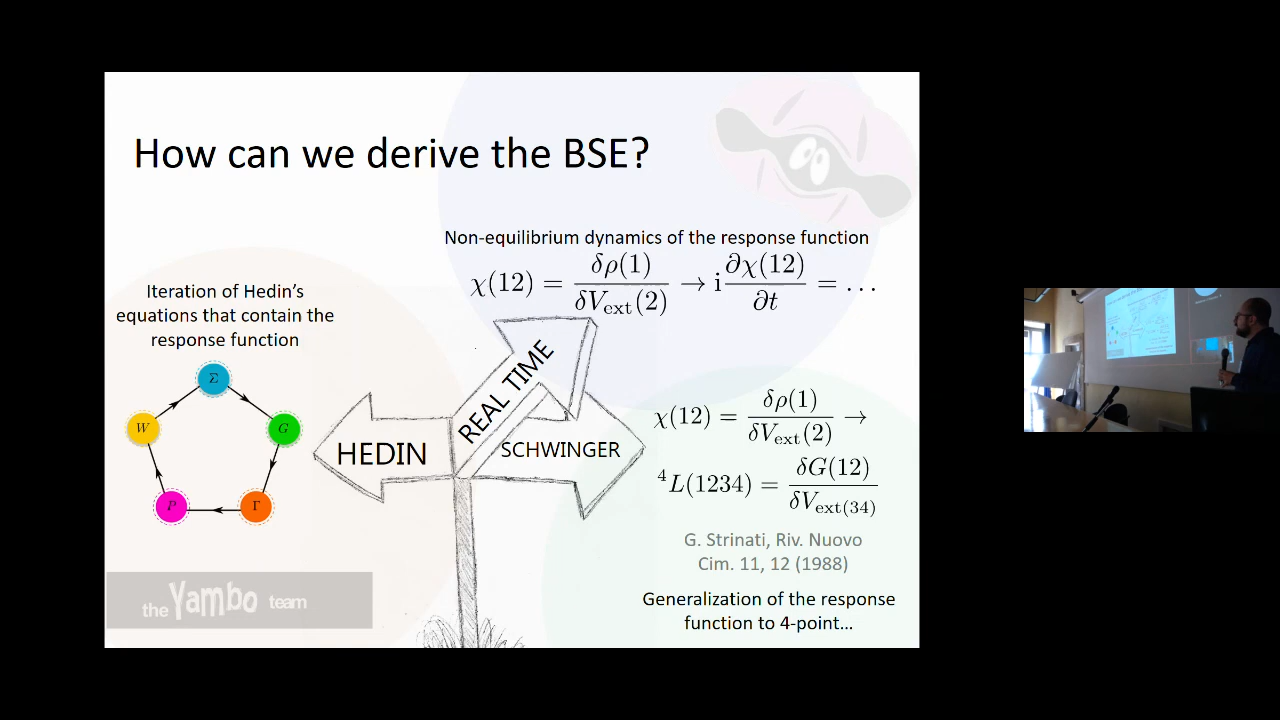 How can we derive the BSE?
Non-equilibrium dynamics of the response function
χ(12) = δρ(1) / δV_ext(2) → i ∂χ(12) / ∂t = ...
Iteration of Hedin's
equations that contain the
response function
Σ
W
G
P
Γ
HEDIN
REAL TIME
SCHWINGER
χ(12) = δρ(1) / δV_ext(2) →
⁴L(1234) = δG(12) / δV_ext(34)
G. Strinati, Riv. Nuovo
Cim. 11, 12 (1988)
Generalization of the response
function to 4-point...
the Yambo team